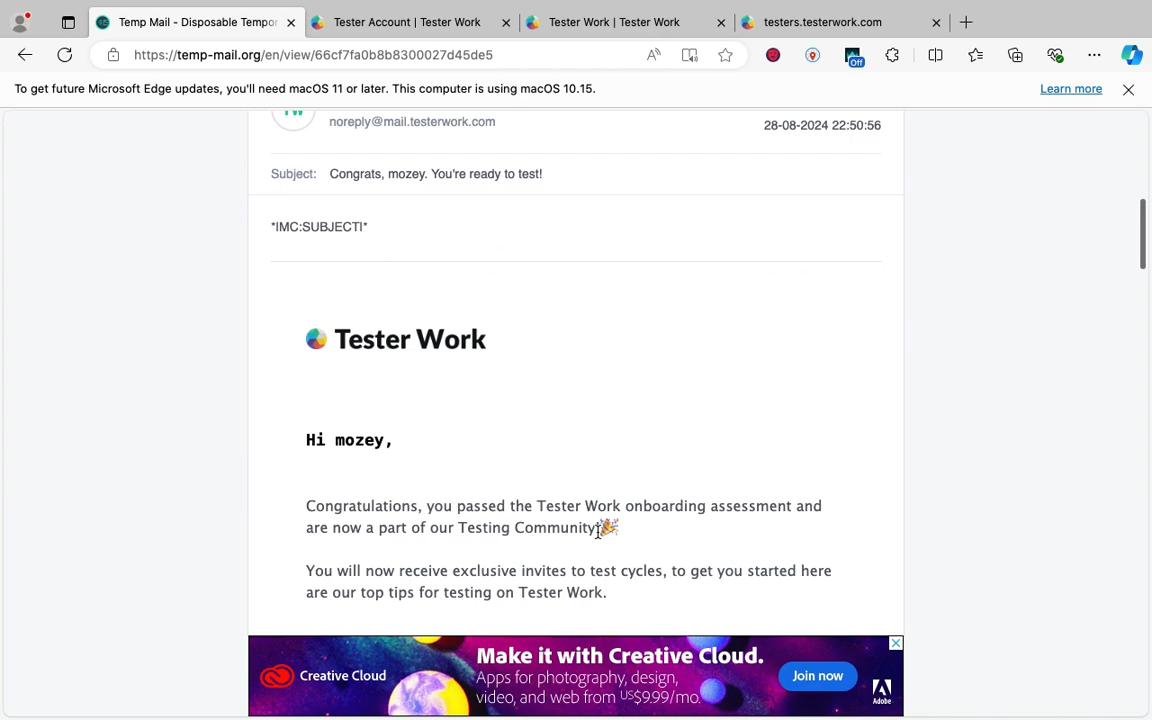 Temp Mail - Disposable Tempor
Tester Account | Tester Work
Tester Work | Tester Work
testers.testerwork.com
https://temp-mail.org/en/view/66cf7fa0b8b8300027d45de5
Off
To get future Microsoft Edge updates, you'll need macOS 11 or later. This computer is using macOS 10.15.
Learn more
noreply@mail.testerwork.com
28-08-2024 22:50:56
Subject: Congrats, mozey. You're ready to test!
*IMC:SUBJECTI*
Tester Work
Hi mozey,
Congratulations, you passed the Tester Work onboarding assessment and
are now a part of our Testing Community🎉
You will now receive exclusive invites to test cycles, to get you started here
are our top tips for testing on Tester Work.
Creative Cloud
Make it with Creative Cloud.
Apps for photography, design,
video, and web from US$9.99/mo.
Join now
Adobe